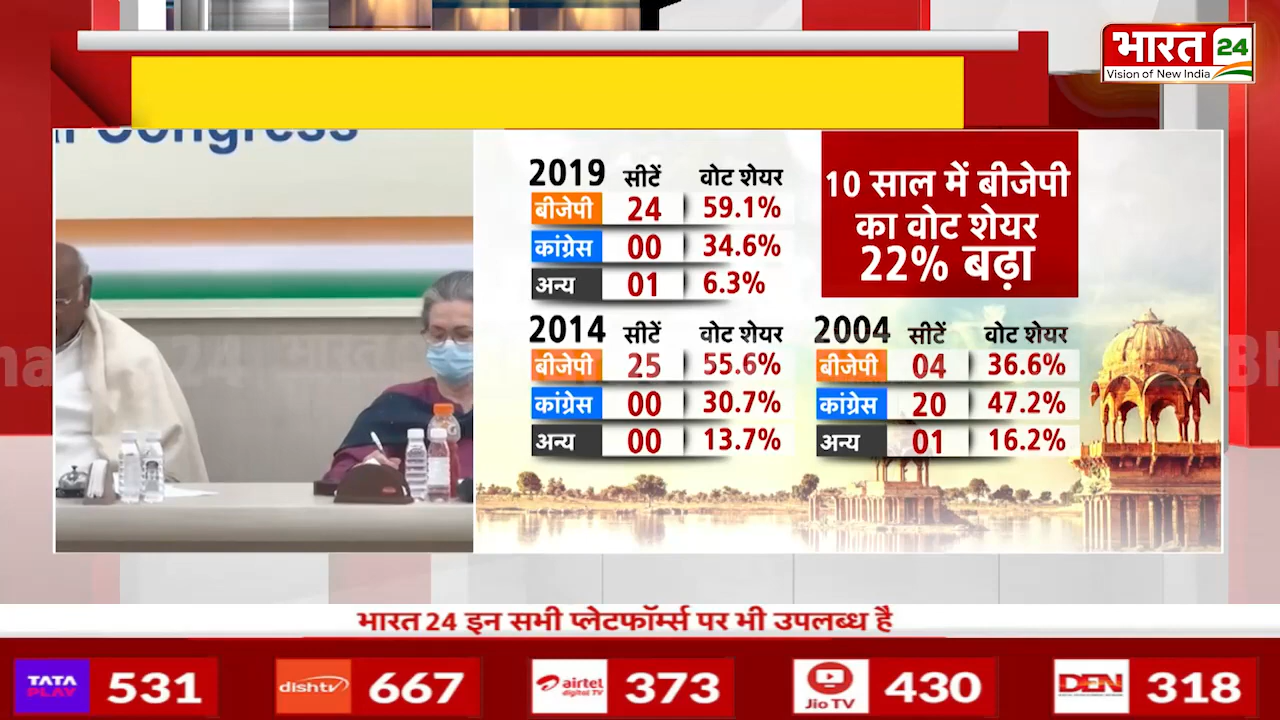 भारत 24
Vision of New India
Congress
2019 सीटें वोट शेयर
बीजेपी 24 59.1%
कांग्रेस 00 34.6%
अन्य 01 6.3%
10 साल में बीजेपी
का वोट शेयर
22% बढ़ा
2014 सीटें वोट शेयर
बीजेपी 25 55.6%
कांग्रेस 00 30.7%
अन्य 00 13.7%
2004 सीटें वोट शेयर
बीजेपी 04 36.6%
कांग्रेस 20 47.2%
अन्य 01 16.2%
भारत 24 इन सभी प्लेटफॉर्म्स पर भी उपलब्ध है
TATA PLAY 531
dishtv 667
airtel digital TV 373
JioTV 430
DEN 318